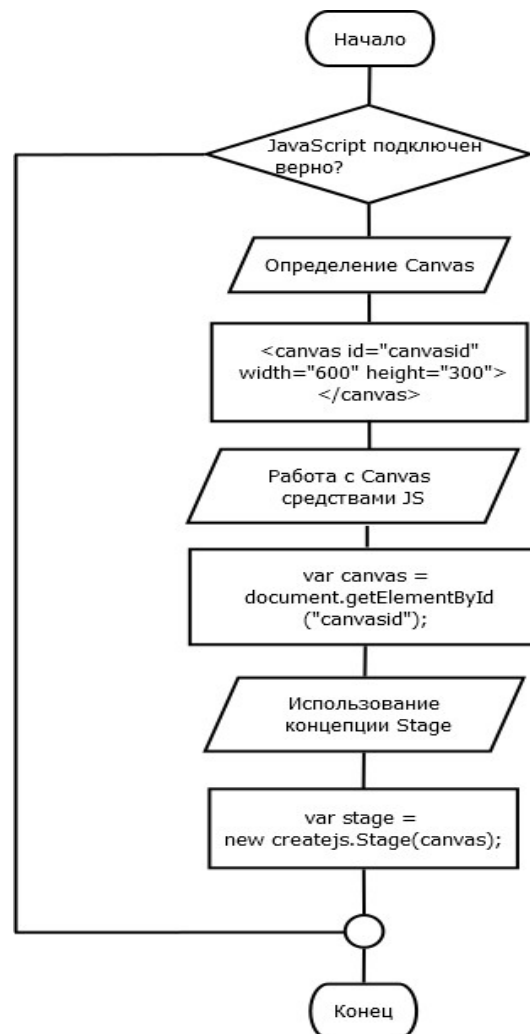 Начало
JavaScript подключен
верно?
Определение Canvas
<canvas id="canvasid"
width="600" height="300">
</canvas>
Работа с Canvas
средствами JS
var canvas =
document.getElementById
("canvasid");
Использование
концепции Stage
var stage =
new createjs.Stage(canvas);
Конец